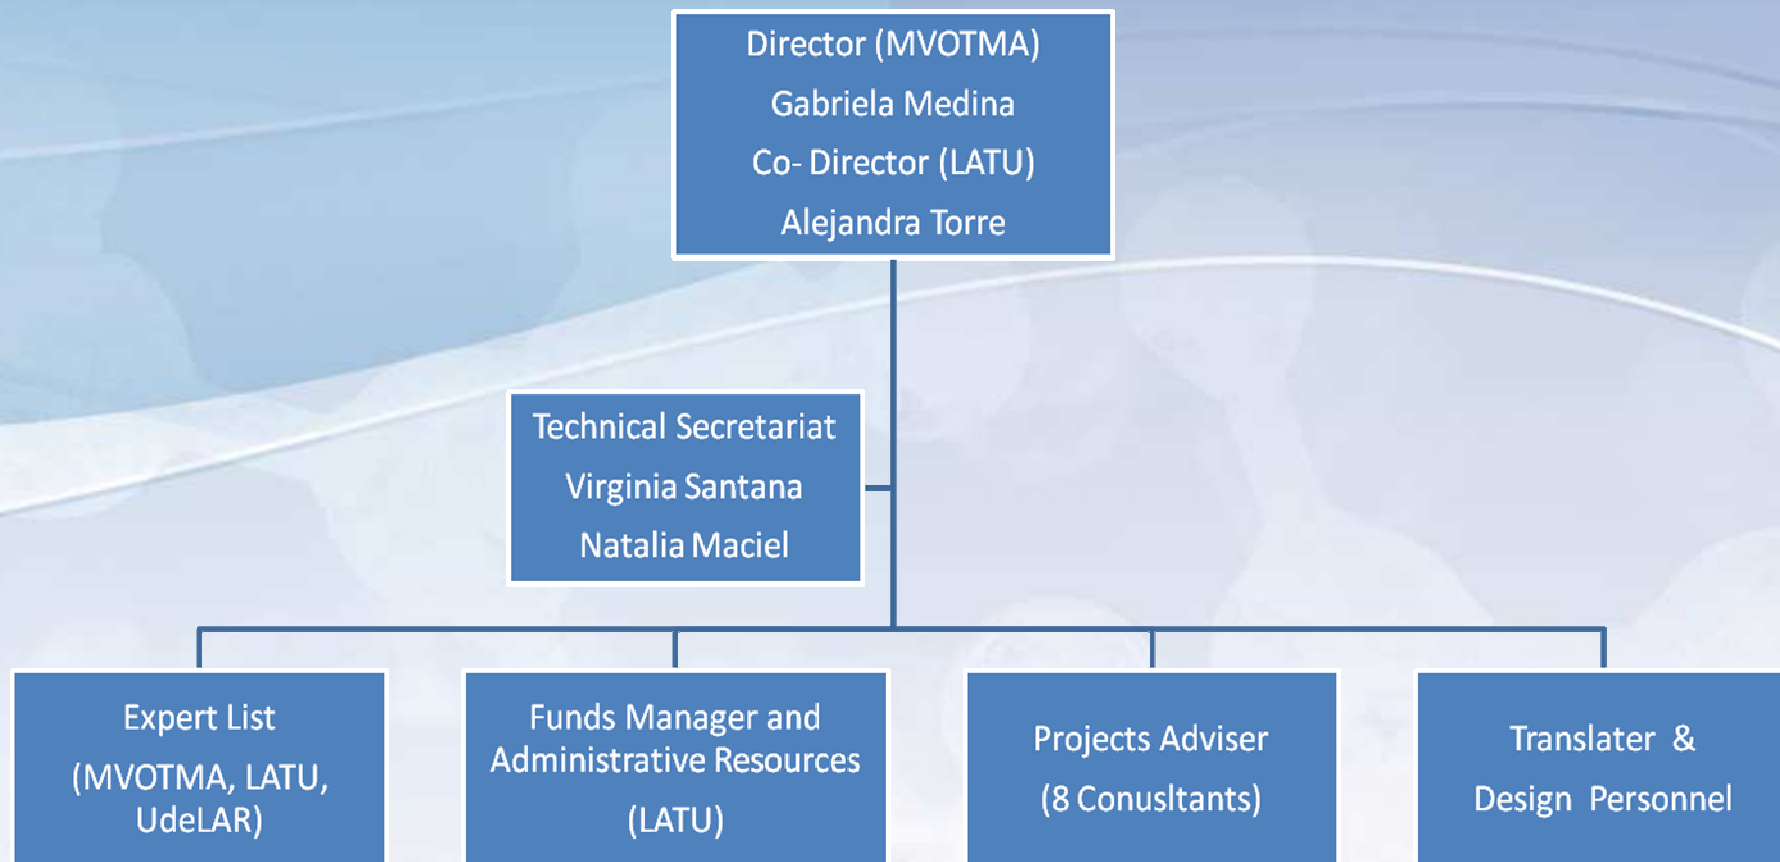 Director (MVOTMA)
Gabriela Medina
Co- Director (LATU)
Alejandra Torre
Technical Secretariat
Virginia Santana
Natalia Maciel
Expert List
(MVOTMA, LATU,
UdeLAR)
Funds Manager and
Administrative Resources
(LATU)
Projects Adviser
(8 Conusltants)
Translater &
Design Personnel